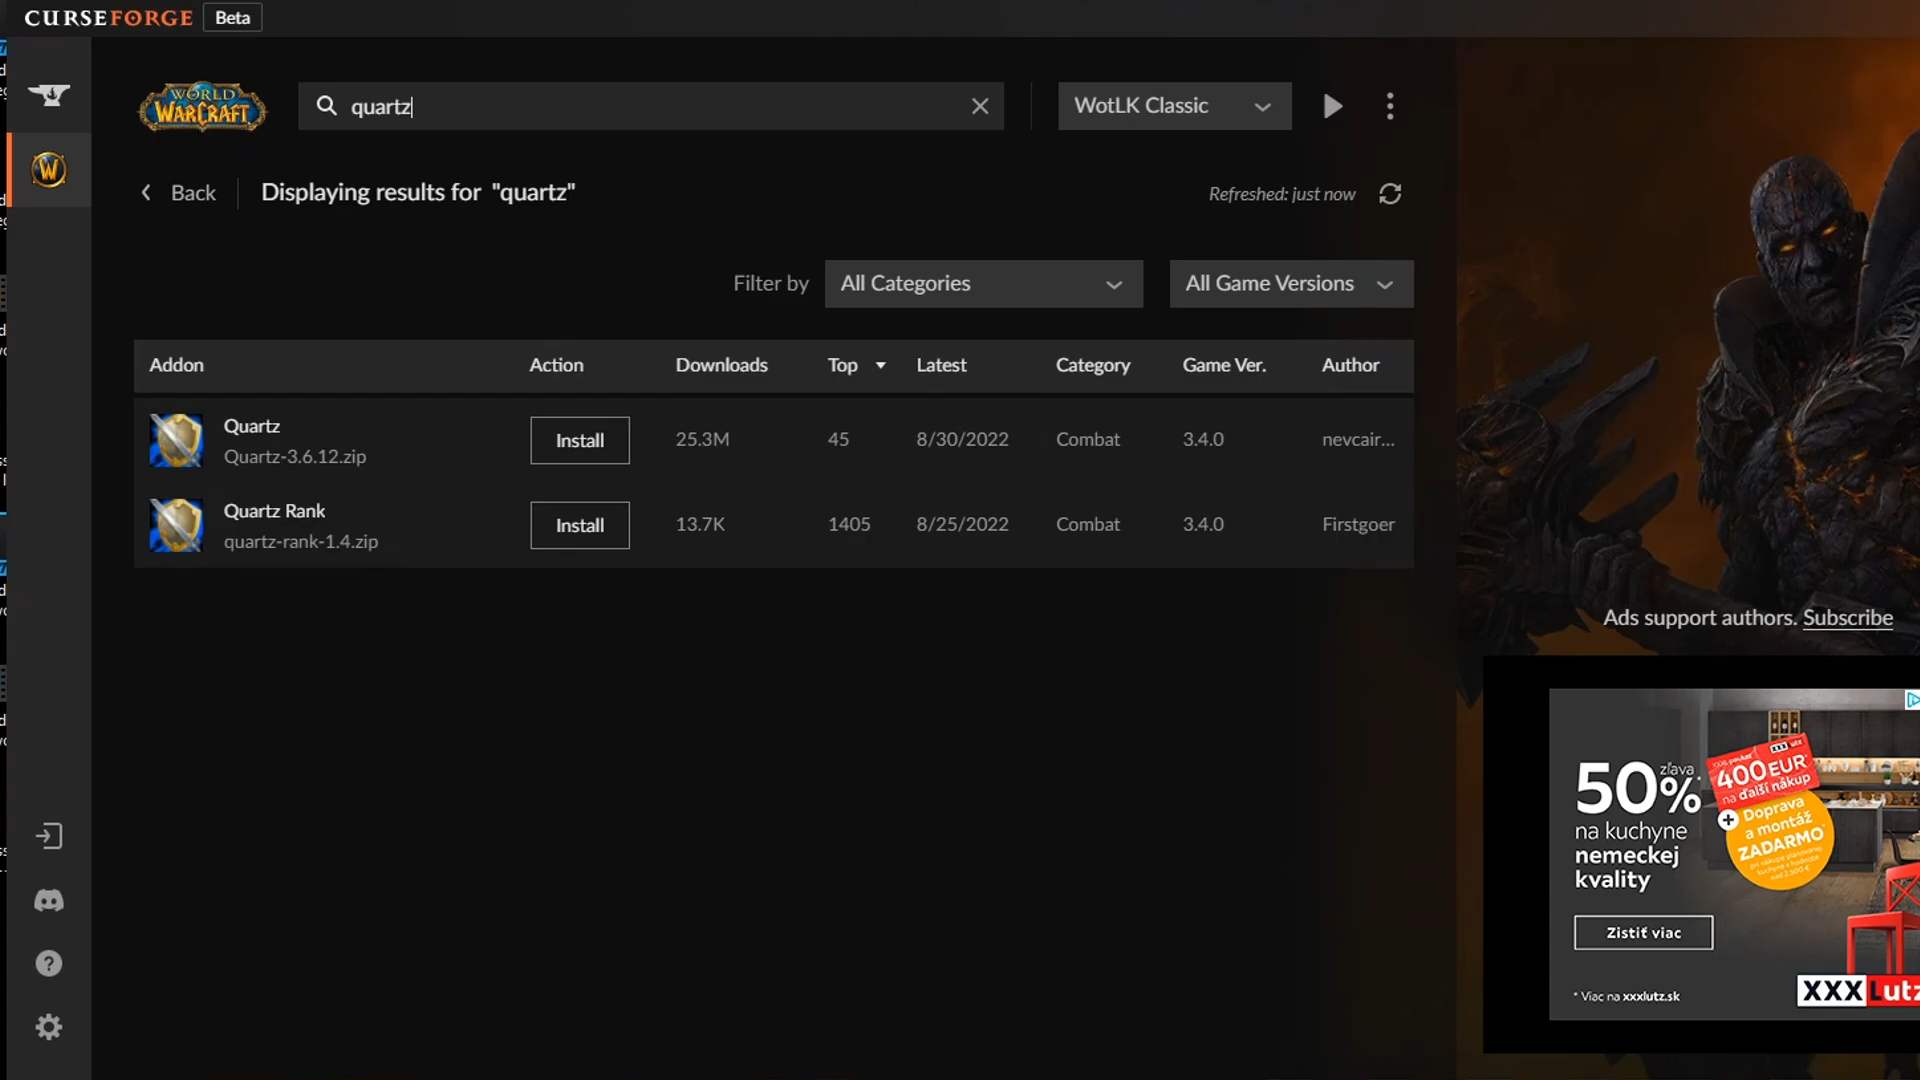 CURSEFORGE Beta
WORLD
WARCRAFT
quartz
WotLK Classic
Back
Displaying results for "quartz"
Refreshed: just now
Filter by
All Categories
All Game Versions
Addon Action Downloads Top Latest Category Game Ver. Author
Quartz
Quartz-3.6.12.zip
Install 25.3M 45 8/30/2022 Combat 3.4.0 nevcair...
Quartz Rank
quartz-rank-1.4.zip
Install 13.7K 1405 8/25/2022 Combat 3.4.0 Firstgoer
Ads support authors. Subscribe
50% zľava*
na kuchyne
nemeckej
kvality
400 EUR
na ďalší nákup
Doprava
a montáž
ZADARMO*
Zistiť viac
* Viac na xxxlutz.sk
XXXLutz